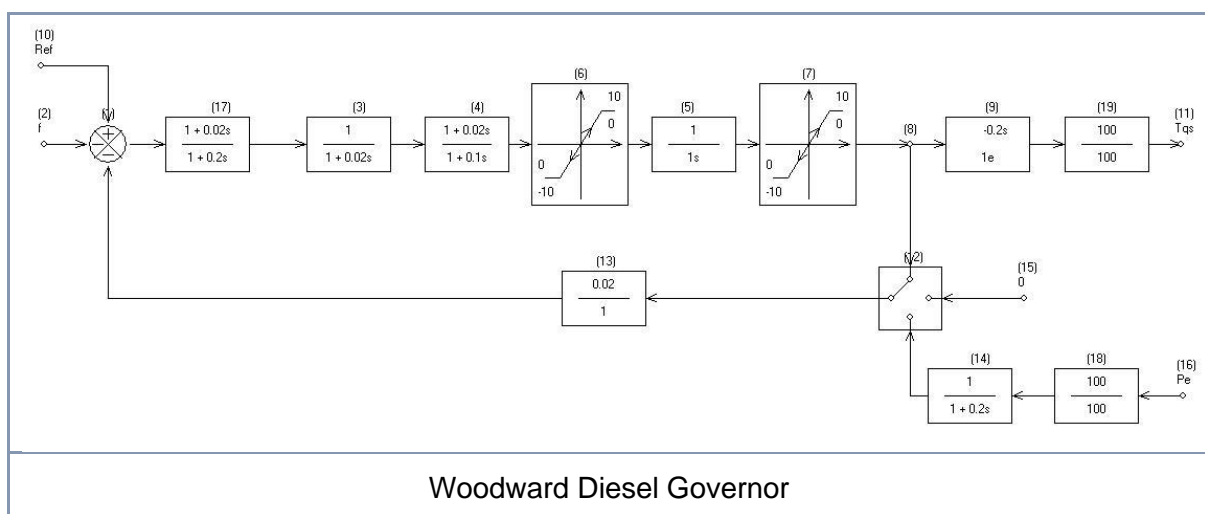 (10)
Ref
(2)
f
(17)
1 + 0.02s
1 + 0.2s
(3)
1
1 + 0.02s
(4)
1 + 0.02s
1 + 0.1s
(6)
10
0
0
-10
(5)
1
1s
(7)
10
0
0
-10
(8)
(9)
-0.2s
1e
(19)
100
100
(11)
Tqs
(13)
0.02
1
(15)
0
(14)
1
1 + 0.2s
(18)
100
100
(16)
Pe
Woodward Diesel Governor